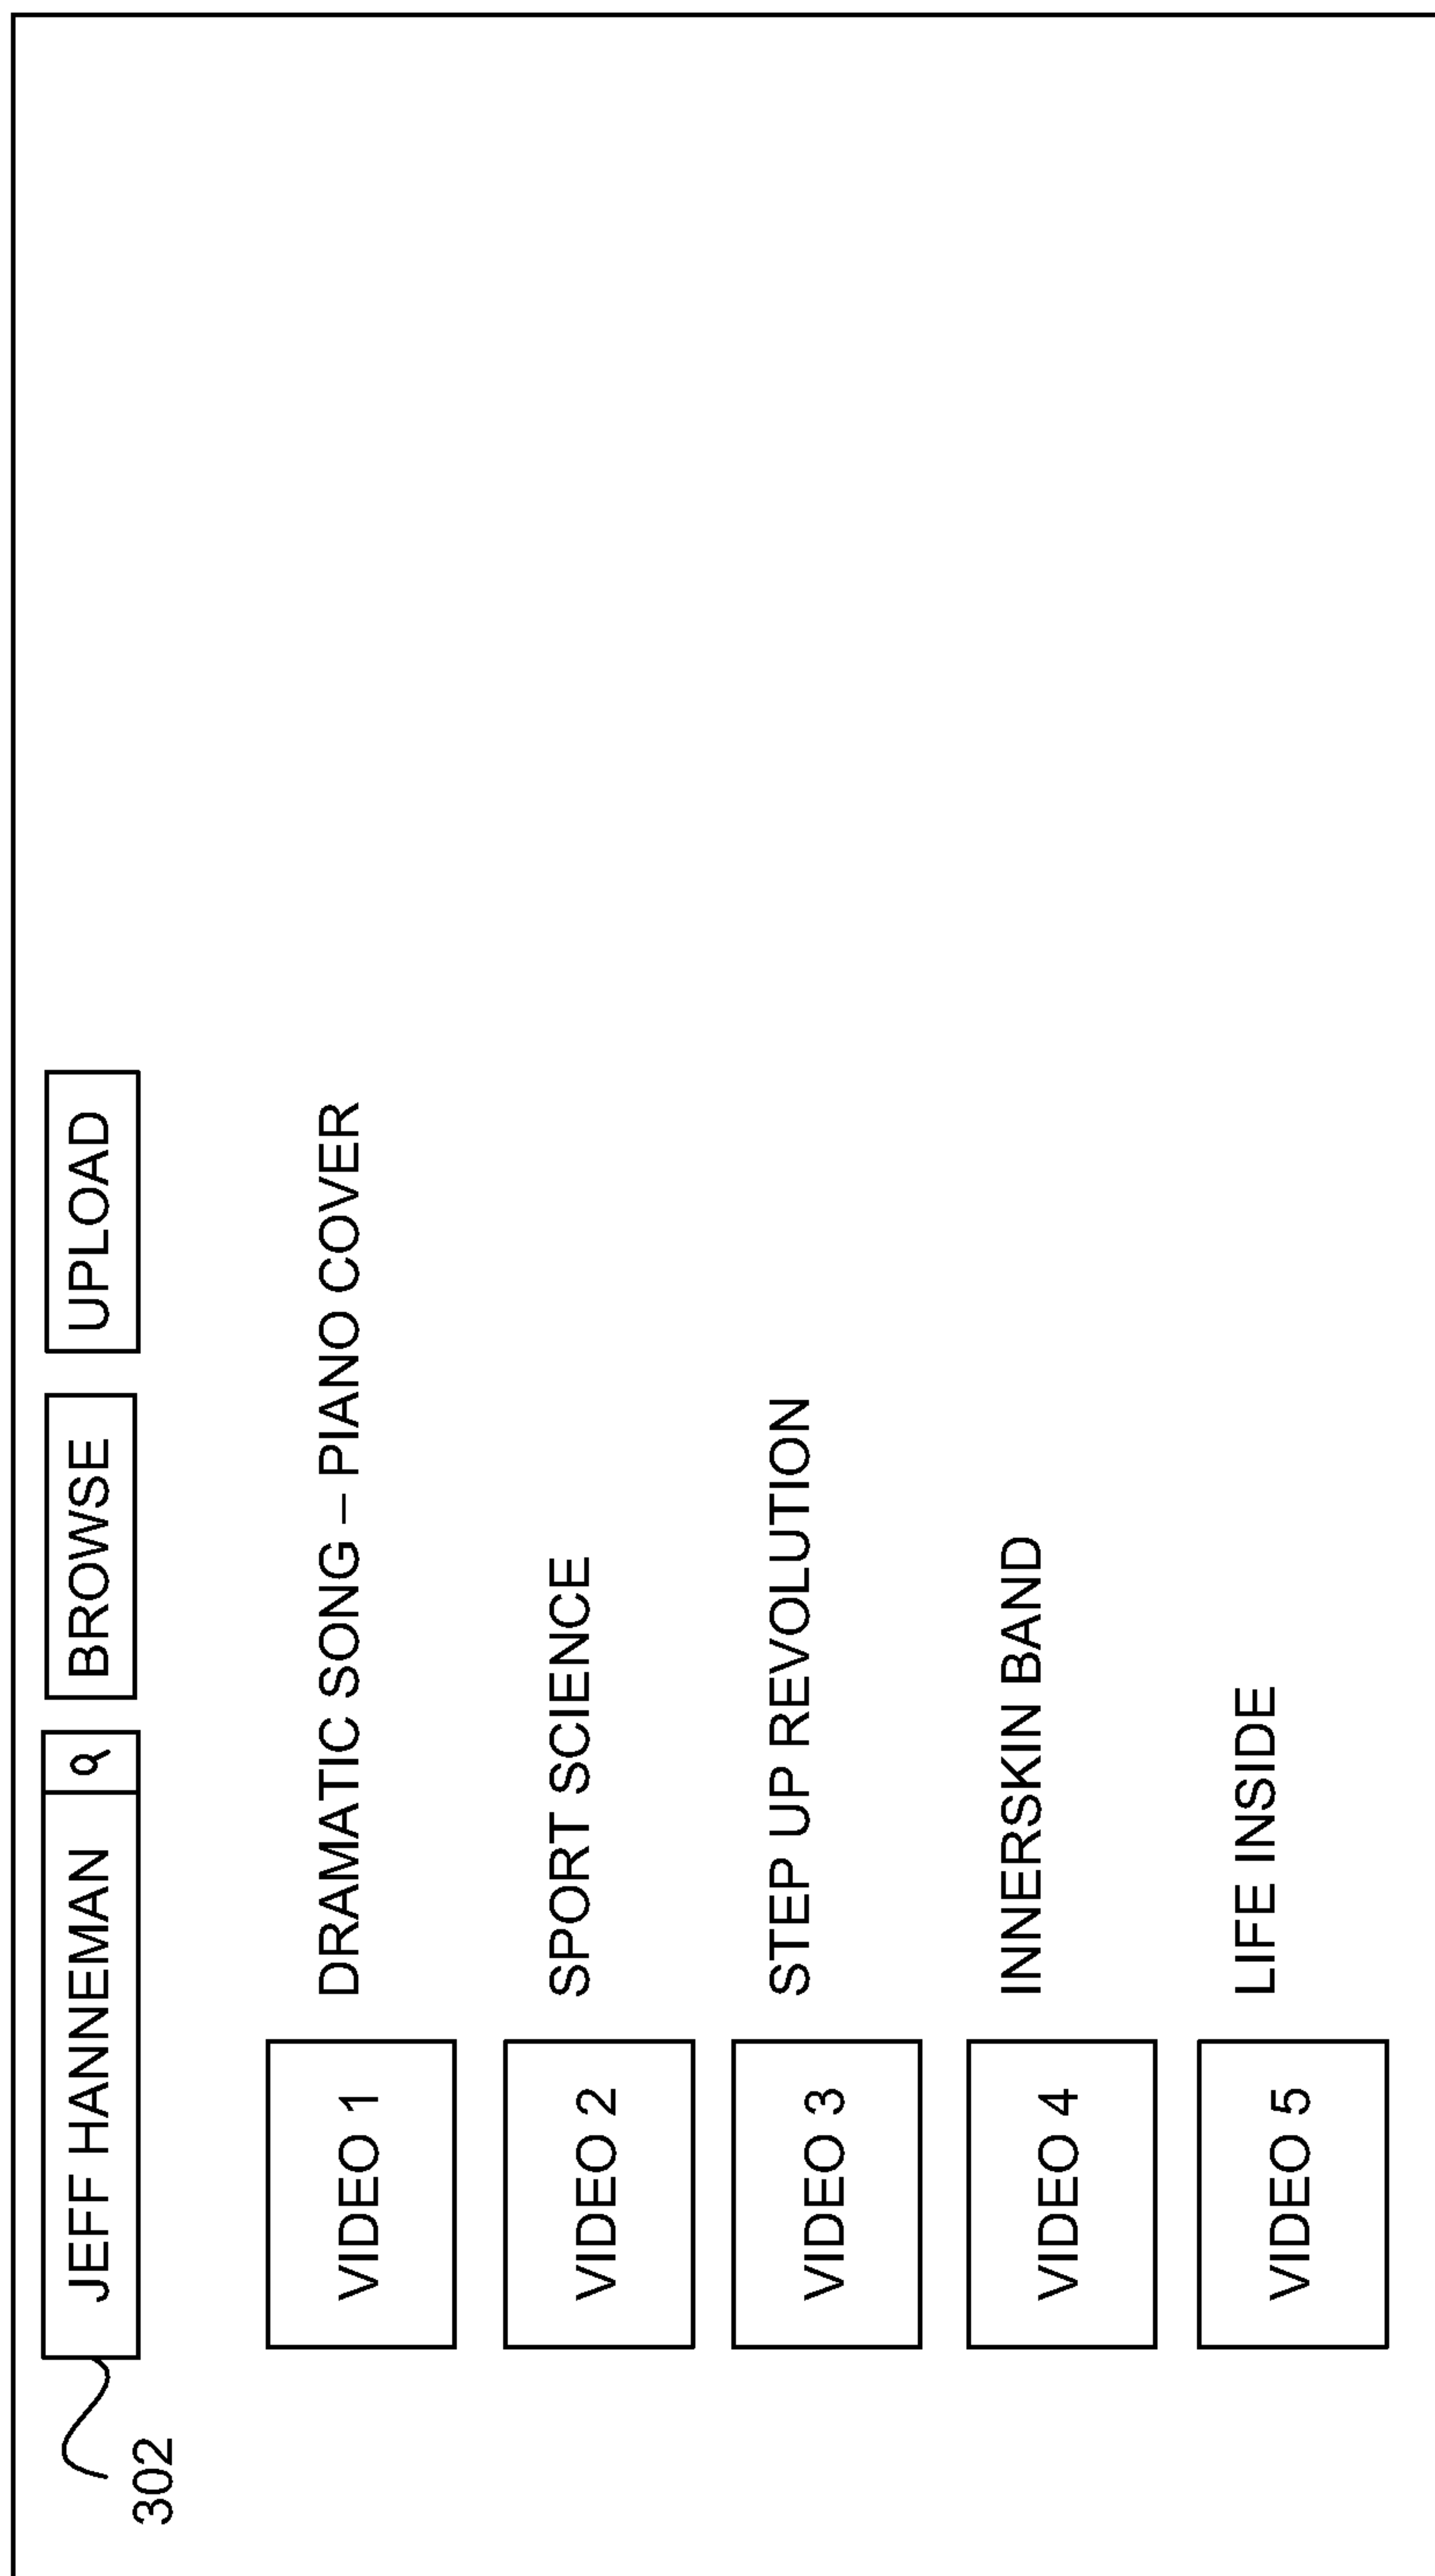 302
JEFF HANNEMAN
BROWSE
UPLOAD
VIDEO 1
DRAMATIC SONG – PIANO COVER
VIDEO 2
SPORT SCIENCE
VIDEO 3
STEP UP REVOLUTION
VIDEO 4
INNERSKIN BAND
VIDEO 5
LIFE INSIDE